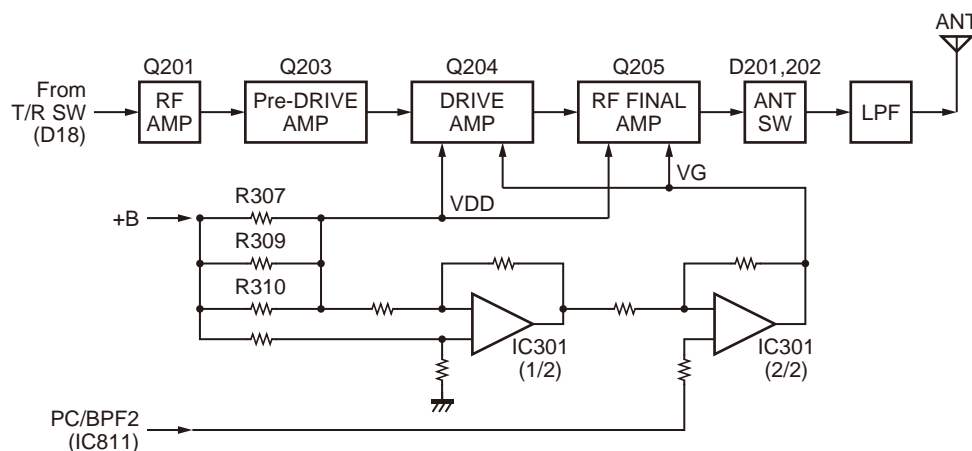 ANT
Q201
Q203
Q204
Q205
D201,202
From
T/R SW
(D18)
RF
AMP
Pre-DRIVE
AMP
DRIVE
AMP
RF FINAL
AMP
ANT
SW
LPF
VG
+B
R307
VDD
R309
R310
IC301
(1/2)
IC301
(2/2)
PC/BPF2
(IC811)